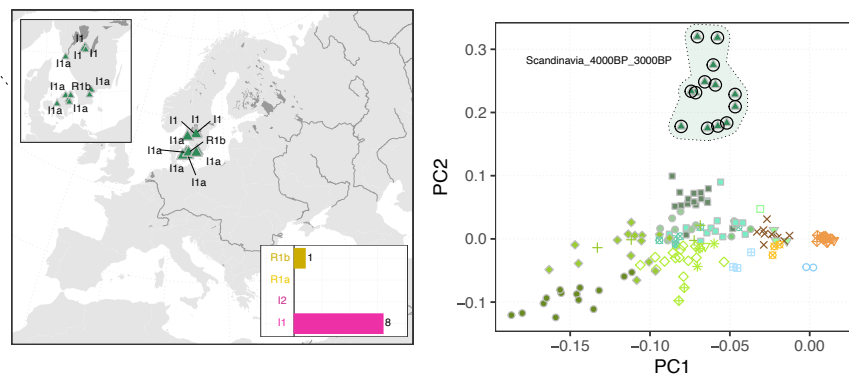 I1
I1
I1
I1a
I1a
R1b
I1a
I1a
I1a
I1
I1
I1
I1a
R1b
I1a
I1a
I1a
I1a
R1b
1
R1a
I2
I1
8
Scandinavia_4000BP_3000BP
PC2
0.3
0.2
0.1
0.0
−0.1
−0.15
−0.10
−0.05
0.00
PC1